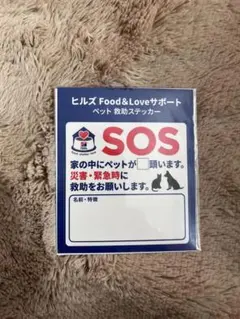 ヒルズ Food＆Loveサポート
ペット 救助ステッカー
SOS
家の中にペットが□頭います。
災害・緊急時に
救助をお願いします。
名前・特徴